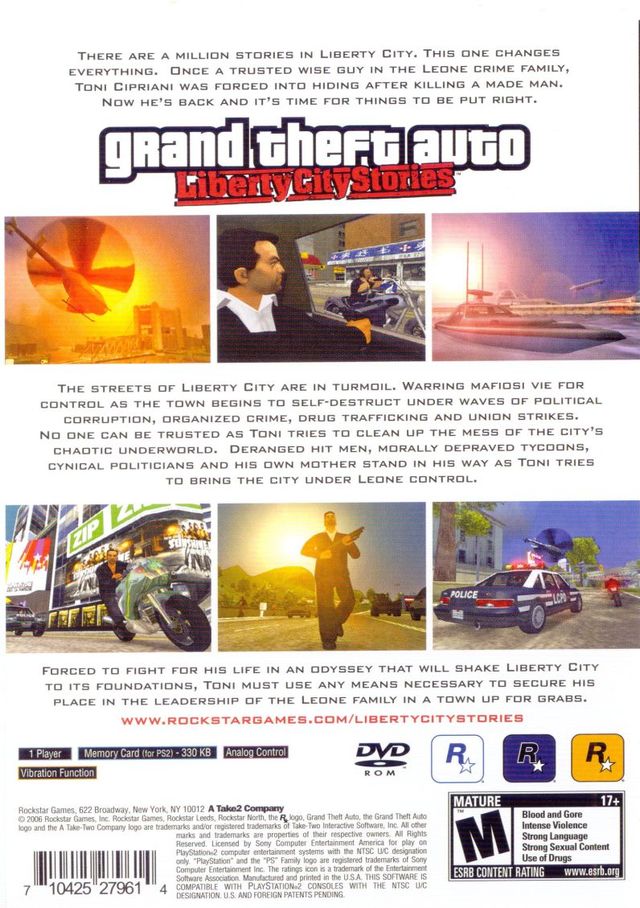 THERE ARE A MILLION STORIES IN LIBERTY CITY. THIS ONE CHANGES
EVERYTHING. ONCE A TRUSTED WISE GUY IN THE LEONE CRIME FAMILY,
TONI CIPRIANI WAS FORCED INTO HIDING AFTER KILLING A MADE MAN.
NOW HE'S BACK AND IT'S TIME FOR THINGS TO BE PUT RIGHT.
grand theft auto
Liberty City Stories
THE STREETS OF LIBERTY CITY ARE IN TURMOIL. WARRING MAFIOSI VIE FOR
CONTROL AS THE TOWN BEGINS TO SELF-DESTRUCT UNDER WAVES OF POLITICAL
CORRUPTION, ORGANIZED CRIME, DRUG TRAFFICKING AND UNION STRIKES.
NO ONE CAN BE TRUSTED AS TONI TRIES TO CLEAN UP THE MESS OF THE CITY'S
CHAOTIC UNDERWORLD. DERANGED HIT MEN, MORALLY DEPRAVED TYCOONS,
CYNICAL POLITICIANS AND HIS OWN MOTHER STAND IN HIS WAY AS TONI TRIES
TO BRING THE CITY UNDER LEONE CONTROL.
ZIP
POLICE
LCPD
FORCED TO FIGHT FOR HIS LIFE IN AN ODYSSEY THAT WILL SHAKE LIBERTY CITY
TO ITS FOUNDATIONS, TONI MUST USE ANY MEANS NECESSARY TO SECURE HIS
PLACE IN THE LEADERSHIP OF THE LEONE FAMILY IN A TOWN UP FOR GRABS.
WWW.ROCKSTARGAMES.COM/LIBERTYCITYSTORIES
1 Player
Memory Card (for PS2) - 330 KB
Analog Control
Vibration Function
DVD
ROM
R
R
R
Rockstar Games, 622 Broadway, New York, NY 10012 A Take2 Company
© 2006 Rockstar Games, Inc. Rockstar Games, Rockstar Leeds, Rockstar North, the R logo, Grand Theft Auto, the Grand Theft Auto
logo and the A Take-Two Company logo are trademarks and/or registered trademarks of Take-Two Interactive Software, Inc. All other
marks and trademarks are properties of their respective owners. All Rights
Reserved. Licensed by Sony Computer Entertainment America for play on
PlayStation®2 computer entertainment systems with the NTSC U/C designation
only. "PlayStation" and the "PS" Family logo are registered trademarks of Sony
Computer Entertainment Inc. The ratings icon is a trademark of the Entertainment
Software Association. Manufactured and printed in the U.S.A. THIS SOFTWARE IS
COMPATIBLE WITH PLAYSTATION®2 CONSOLES WITH THE NTSC U/C
DESIGNATION. U.S. AND FOREIGN PATENTS PENDING.
7 10425 27961 4
MATURE 17+
M
Blood and Gore
Intense Violence
Strong Language
Strong Sexual Content
Use of Drugs
ESRB CONTENT RATING www.esrb.org